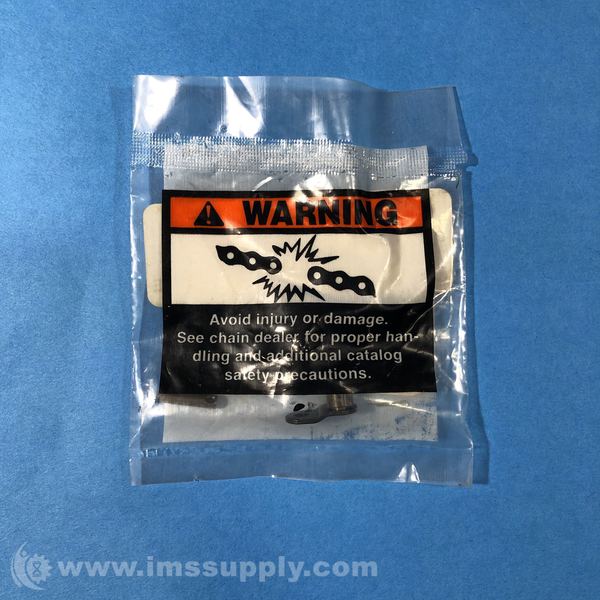 WARNING
Avoid injury or damage.
See chain dealer for proper han-
dling and additional catalog
safety precautions.
www.imssupply.com